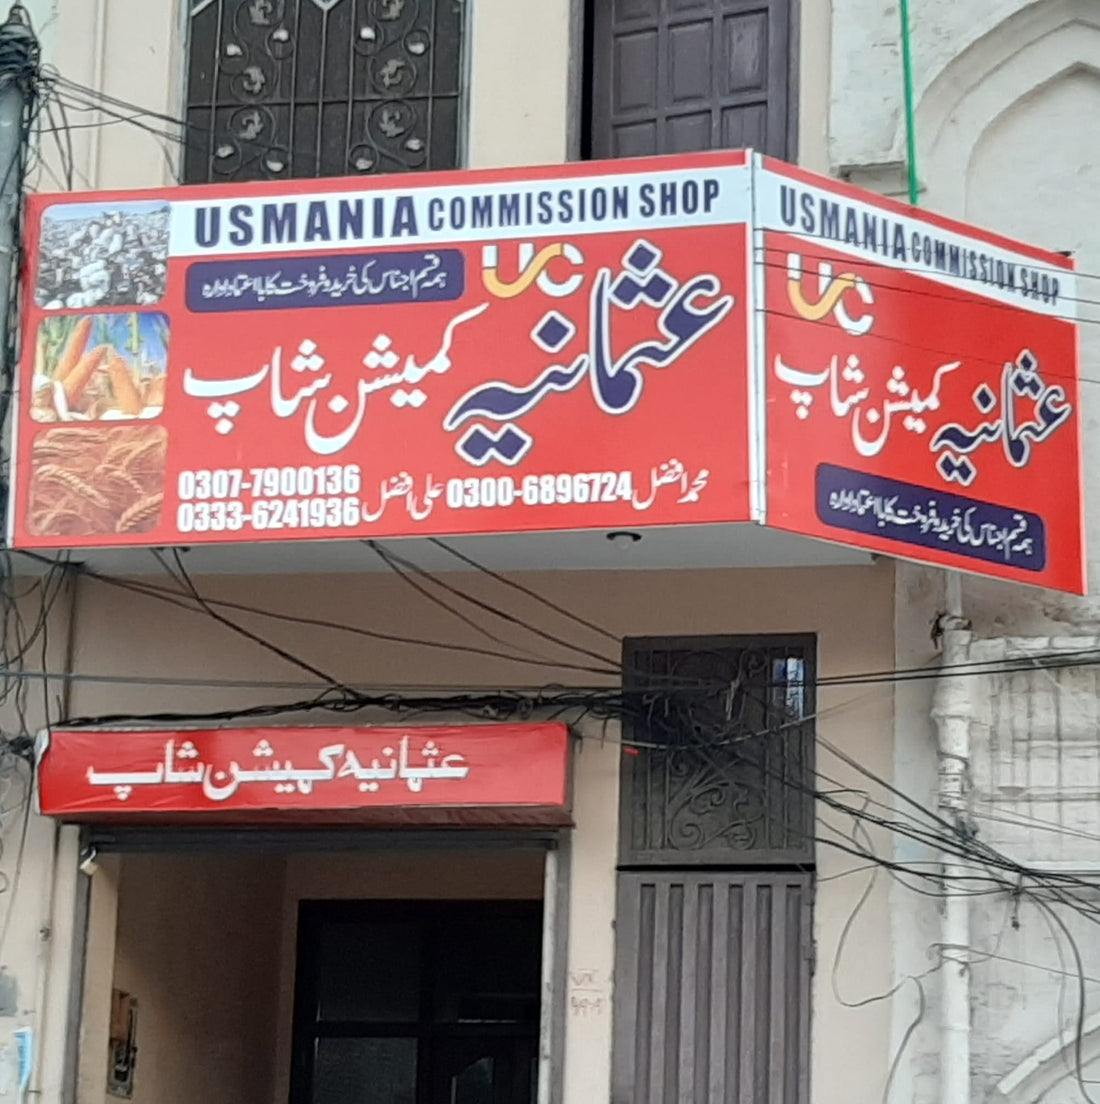 USMANIA COMMISSION SHOP
ہمہ قسم اجناس کی خرید و فروخت کا با اعتماد ادارہ
UC
عثمانیہ کمیشن شاپ
محمد افضل 0300-6896724 علی افضل 0307-7900136
0333-6241936
USMANIA COMMISSION SHOP
UC
عثمانیہ کمیشن شاپ
ہمہ قسم اجناس کی خرید و فروخت کا با اعتماد ادارہ
عثمانیہ کمیشن شاپ